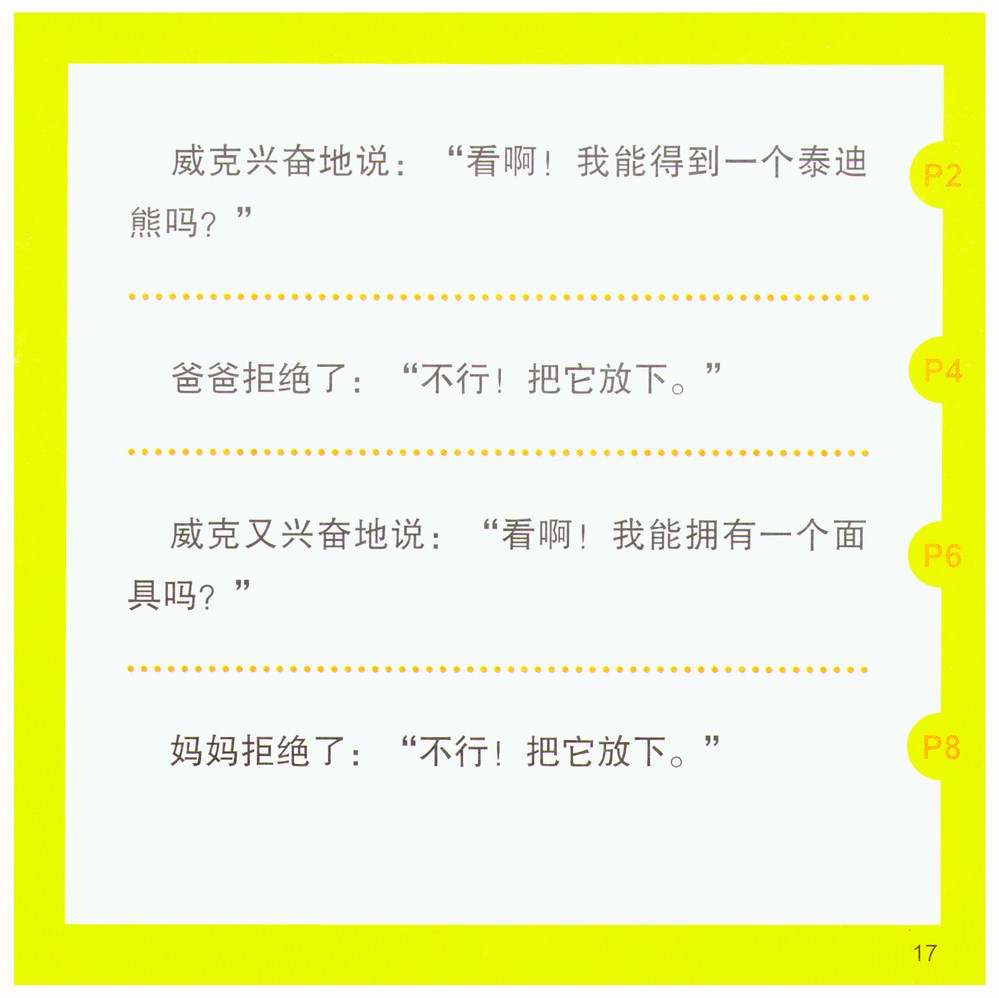 威克兴奋地说：“看啊！我能得到一个泰迪
熊吗？”
P2
爸爸拒绝了：“不行！把它放下。”
P4
威克又兴奋地说：“看啊！我能拥有一个面
具吗？”
P6
妈妈拒绝了：“不行！把它放下。”
P8
17